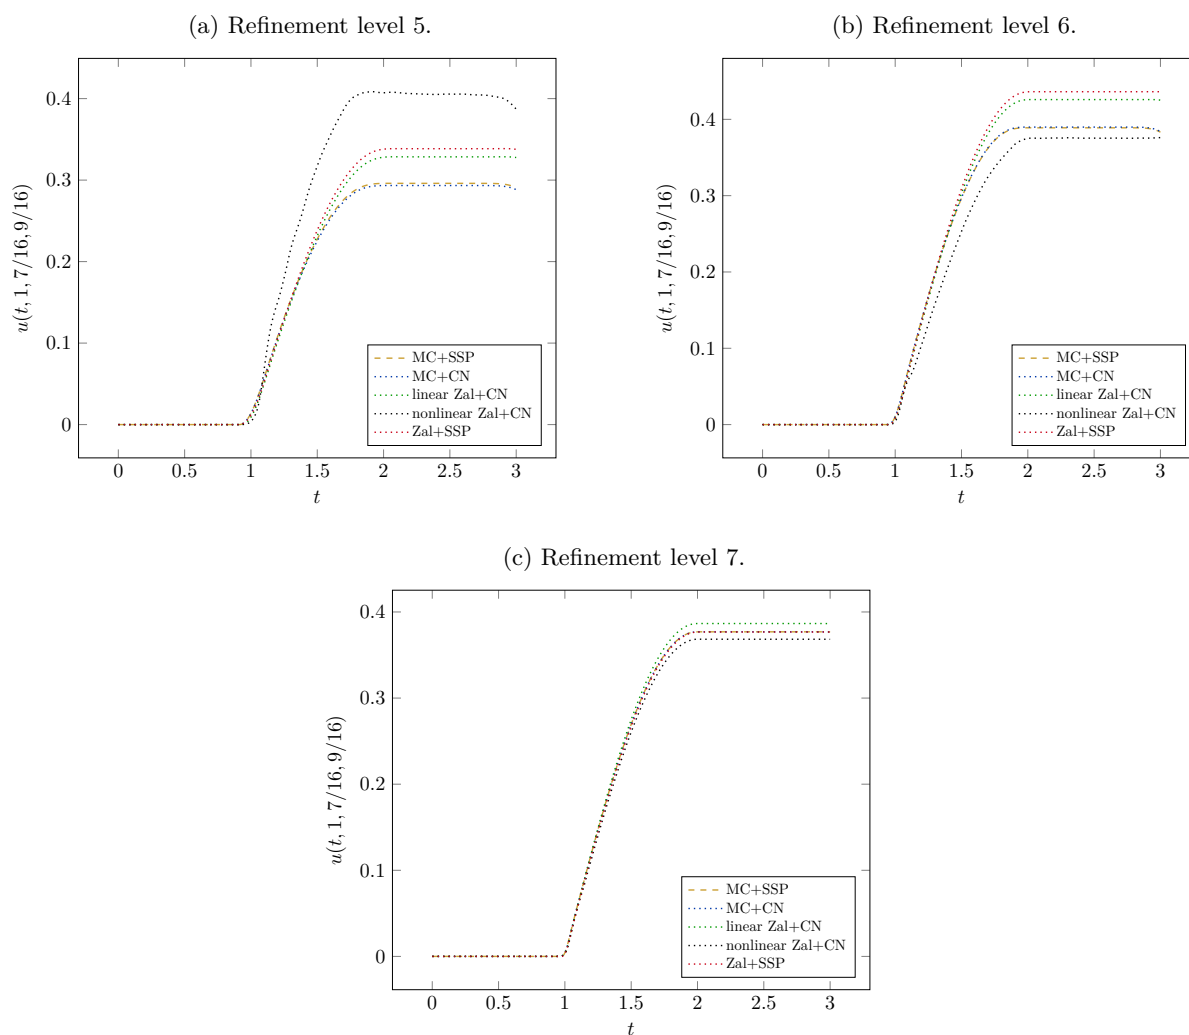 (a) Refinement level 5.
u(t, 1, 7/16, 9/16)
0.4
0.3
0.2
0.1
0
MC+SSP
MC+CN
linear Zal+CN
nonlinear Zal+CN
Zal+SSP
0 0.5 1 1.5 2 2.5 3
t
(b) Refinement level 6.
u(t, 1, 7/16, 9/16)
0.4
0.3
0.2
0.1
0
MC+SSP
MC+CN
linear Zal+CN
nonlinear Zal+CN
Zal+SSP
0 0.5 1 1.5 2 2.5 3
t
(c) Refinement level 7.
u(t, 1, 7/16, 9/16)
0.4
0.3
0.2
0.1
0
MC+SSP
MC+CN
linear Zal+CN
nonlinear Zal+CN
Zal+SSP
0 0.5 1 1.5 2 2.5 3
t